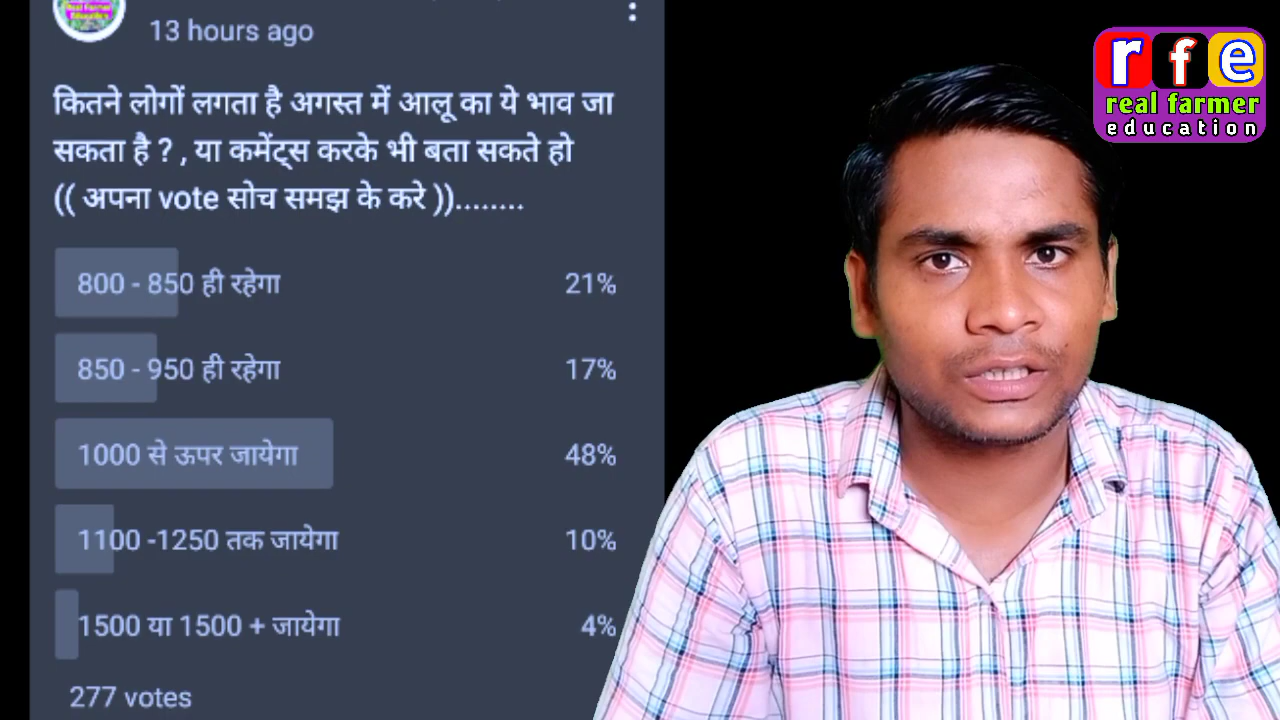 13 hours ago
कितने लोगों लगता है अगस्त में आलू का ये भाव जा
सकता है ? , या कमेंट्स करके भी बता सकते हो
(( अपना vote सोच समझ के करे ))........
800 - 850 ही रहेगा 21%
850 - 950 ही रहेगा 17%
1000 से ऊपर जायेगा 48%
1100 -1250 तक जायेगा 10%
1500 या 1500 + जायेगा 4%
277 votes
rfe
real farmer
education